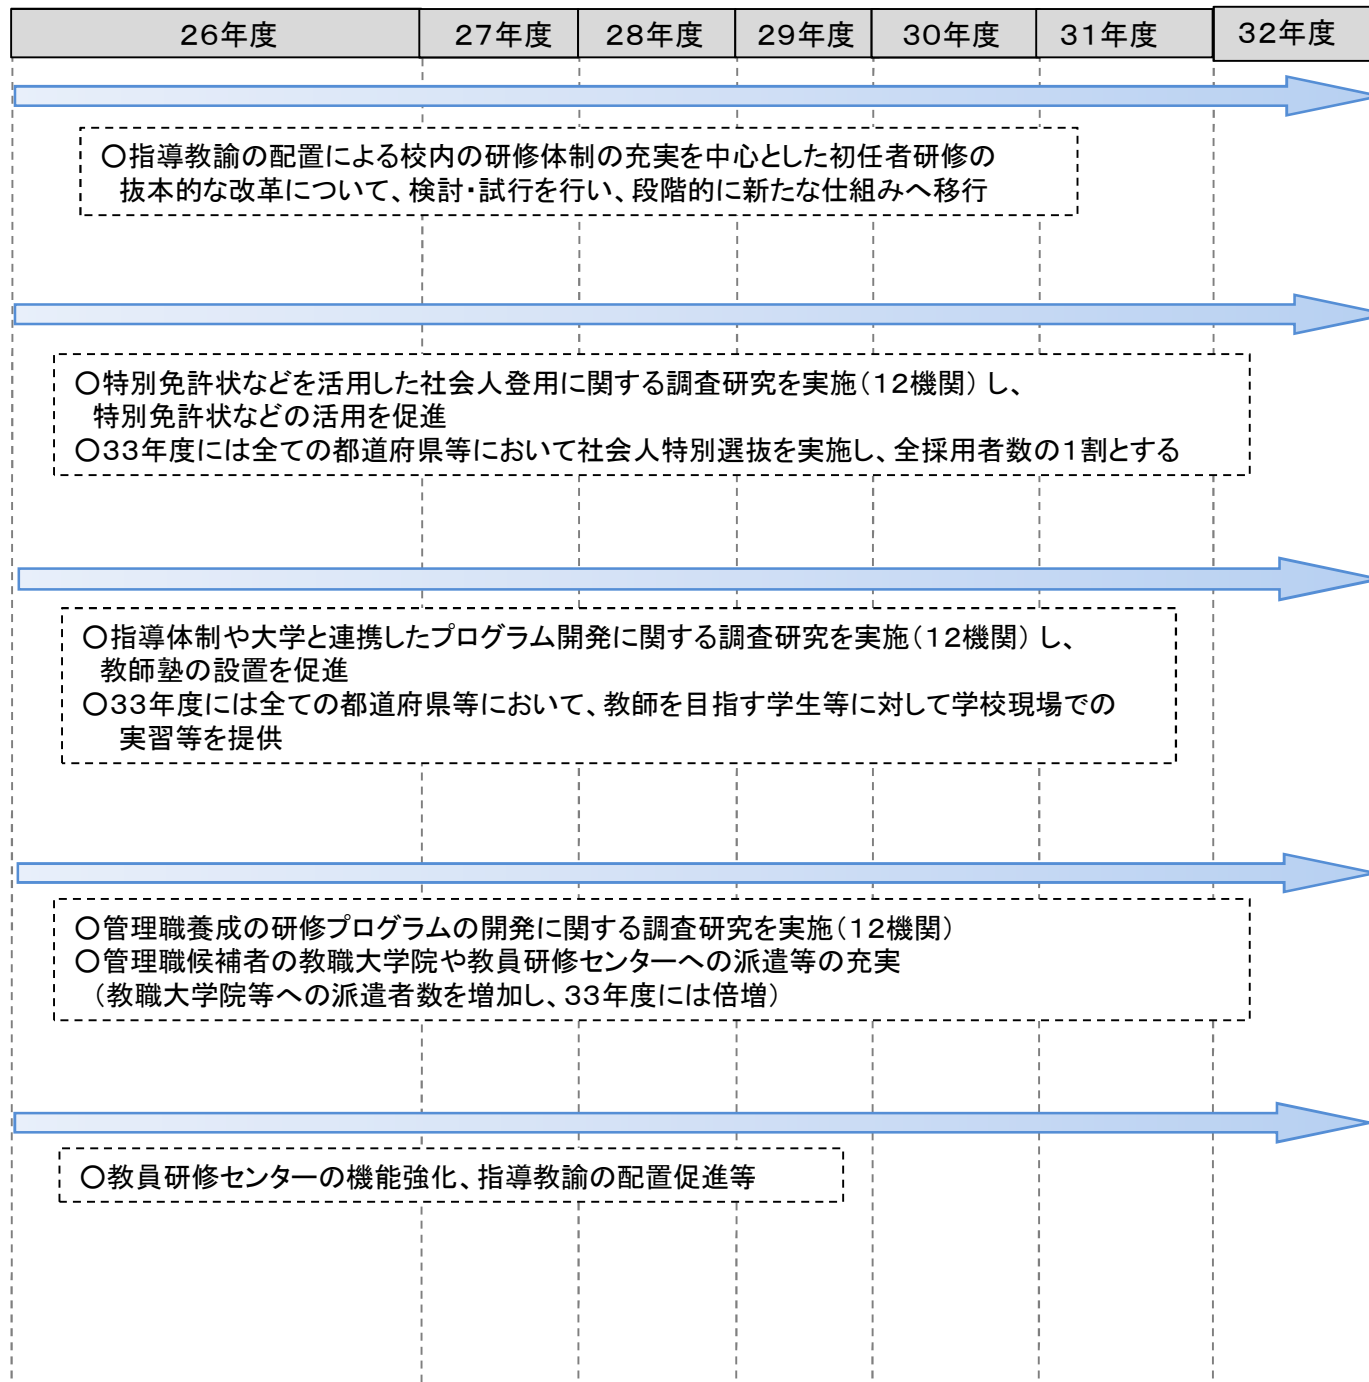 26年度 27年度 28年度 29年度 30年度 31年度 32年度
○指導教諭の配置による校内の研修体制の充実を中心とした初任者研修の
抜本的な改革について、検討・試行を行い、段階的に新たな仕組みへ移行
○特別免許状などを活用した社会人登用に関する調査研究を実施(12機関)し、
特別免許状などの活用を促進
○33年度には全ての都道府県等において社会人特別選抜を実施し、全採用者数の1割とする
○指導体制や大学と連携したプログラム開発に関する調査研究を実施(12機関)し、
教師塾の設置を促進
○33年度には全ての都道府県等において、教師を目指す学生等に対して学校現場での
実習等を提供
○管理職養成の研修プログラムの開発に関する調査研究を実施(12機関)
○管理職候補者の教職大学院や教員研修センターへの派遣等の充実
(教職大学院等への派遣者数を増加し、33年度には倍増)
○教員研修センターの機能強化、指導教諭の配置促進等